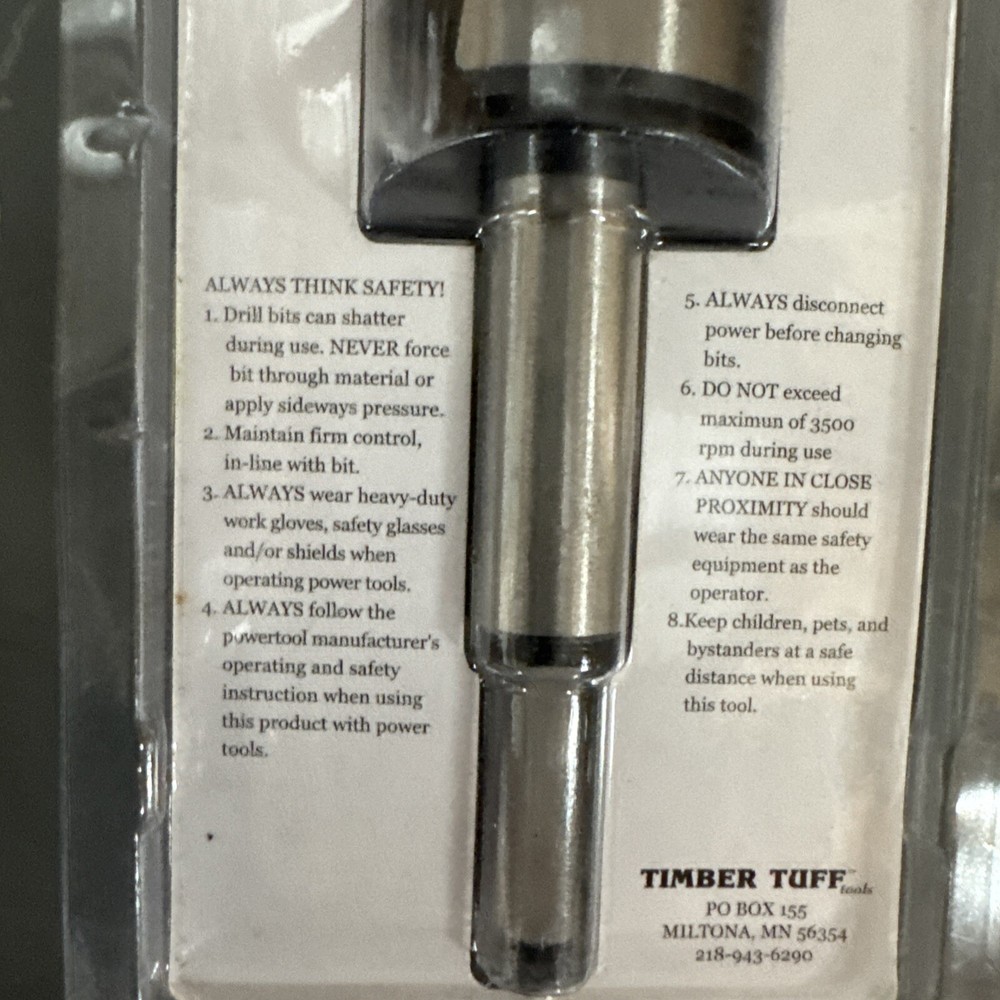 ALWAYS THINK SAFETY!
1. Drill bits can shatter
during use. NEVER force
bit through material or
apply sideways pressure.
2. Maintain firm control,
in-line with bit.
3. ALWAYS wear heavy-duty
work gloves, safety glasses
and/or shields when
operating power tools.
4. ALWAYS follow the
powertool manufacturer's
operating and safety
instruction when using
this product with power
tools.
5. ALWAYS disconnect
power before changing
bits.
6. DO NOT exceed
maximun of 3500
rpm during use
7. ANYONE IN CLOSE
PROXIMITY should
wear the same safety
equipment as the
operator.
8.Keep children, pets, and
bystanders at a safe
distance when using
this tool.
TIMBER TUFF™ tools
PO BOX 155
MILTONA, MN 56354
218-943-6290